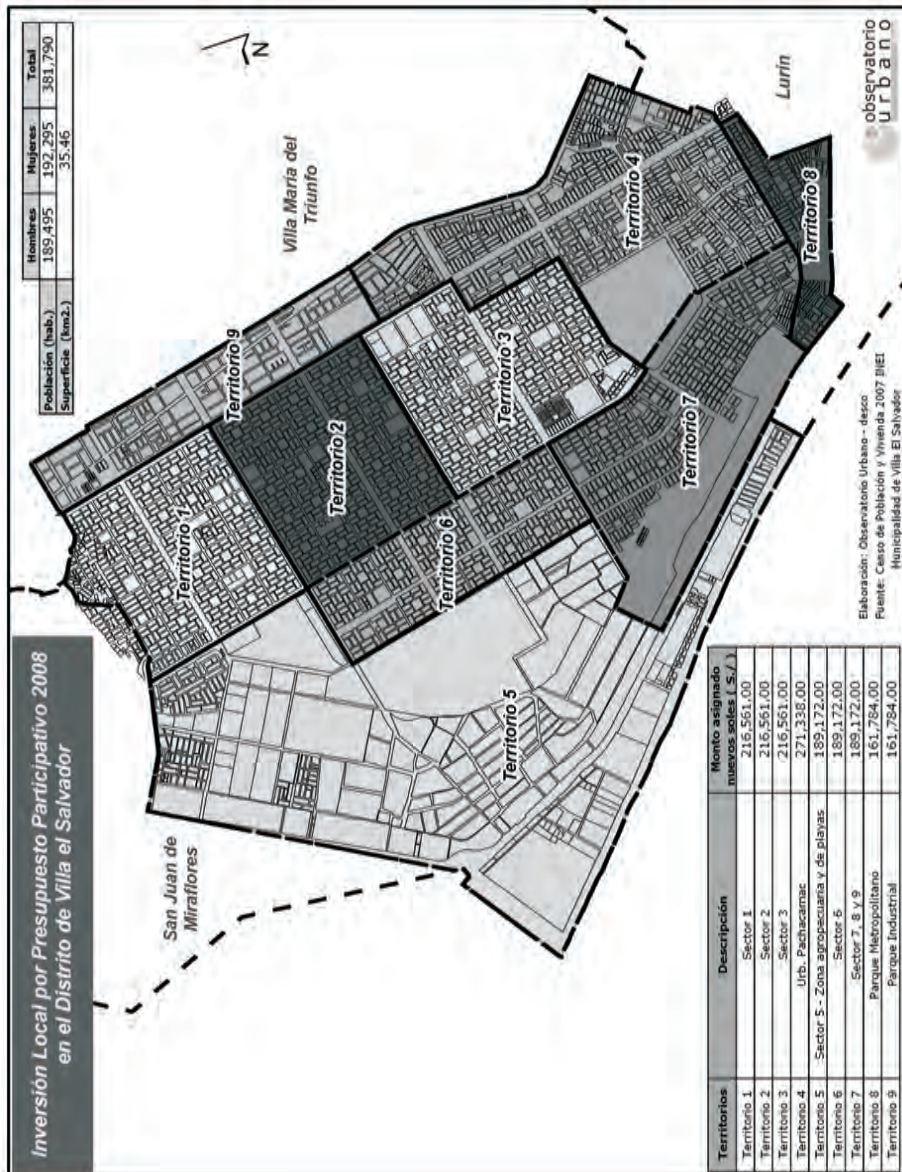 Inversión Local por Presupuesto Participativo 2008
en el Distrito de Villa el Salvador
Hombres Mujeres Total
Población (hab.) 189,495 192,295 381,790
Superficie (km2.) 35.46
N
San Juan de
Miraflores
Villa María del
Triunfo
Lurín
Territorio 1
Territorio 2
Territorio 3
Territorio 4
Territorio 5
Territorio 6
Territorio 7
Territorio 8
Territorio 9
Territorios Descripción Monto asignado
nuevos soles ( S./ )
Territorio 1 Sector 1 216,561.00
Territorio 2 Sector 2 216,561.00
Territorio 3 Sector 3 216,561.00
Territorio 4 Urb. Pachacamac 271,338.00
Territorio 5 Sector 5 - Zona agropecuaria y de playas 189,172.00
Territorio 6 Sector 6 189,172.00
Territorio 7 Sector 7, 8 y 9 189,172.00
Territorio 8 Parque Metropolitano 161,784.00
Territorio 9 Parque Industrial 161,784.00
Elaboración: Observatorio Urbano - desco
Fuente: Censo de Población y Vivienda 2007 INEI
Municipalidad de Villa El Salvador
observatorio
urbano